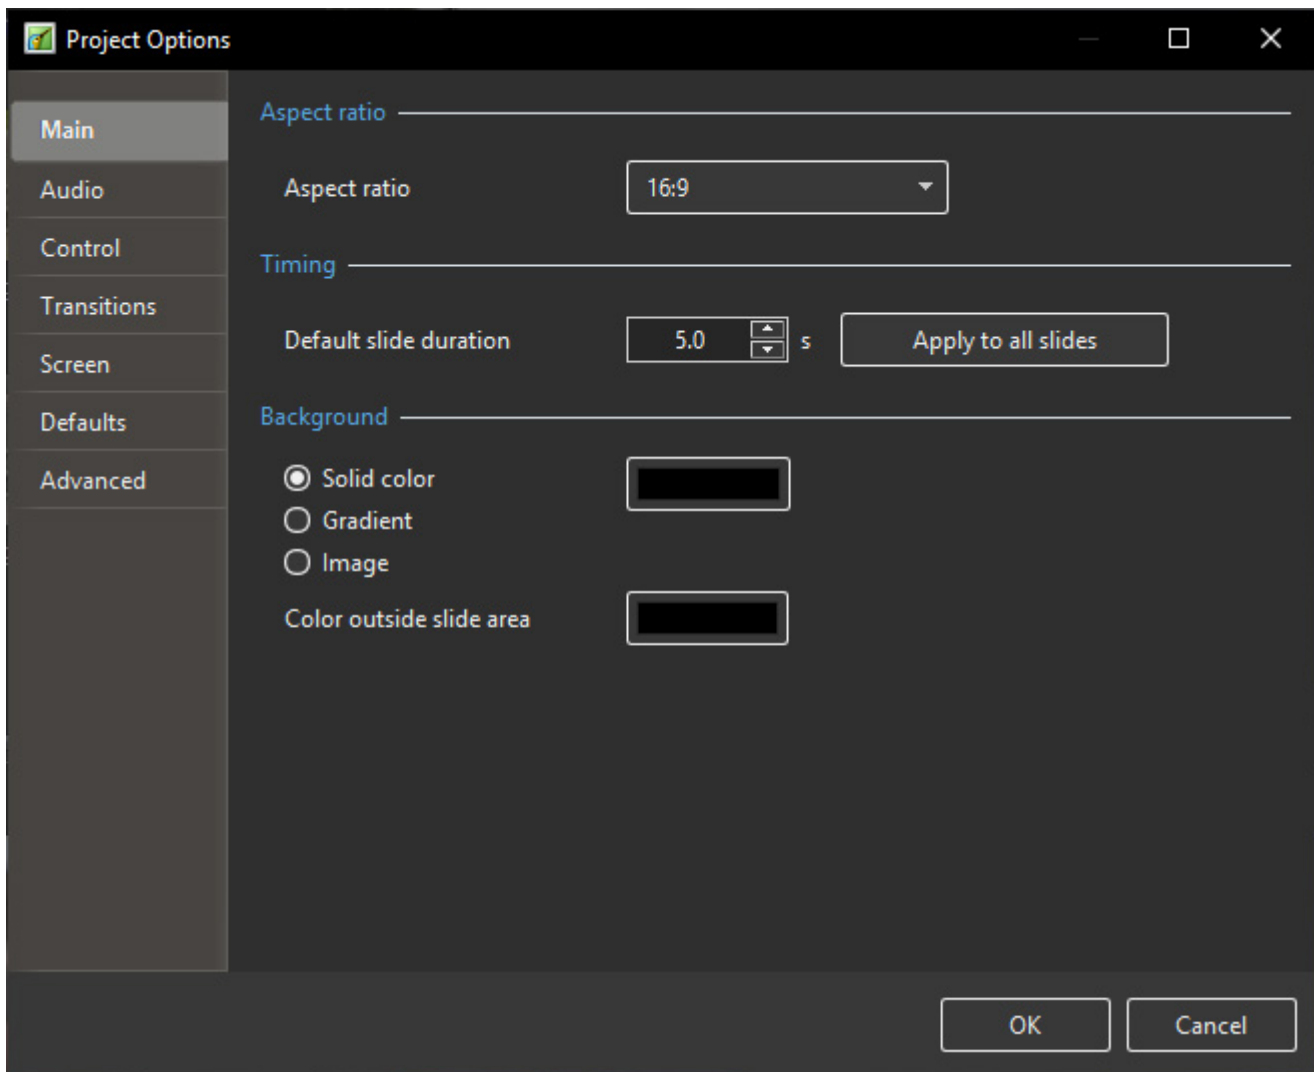 Project Options
Main
Audio
Control
Transitions
Screen
Defaults
Advanced
Aspect ratio
Aspect ratio 16:9
Timing
Default slide duration 5.0 s Apply to all slides
Background
Solid color
Gradient
Image
Color outside slide area
OK Cancel